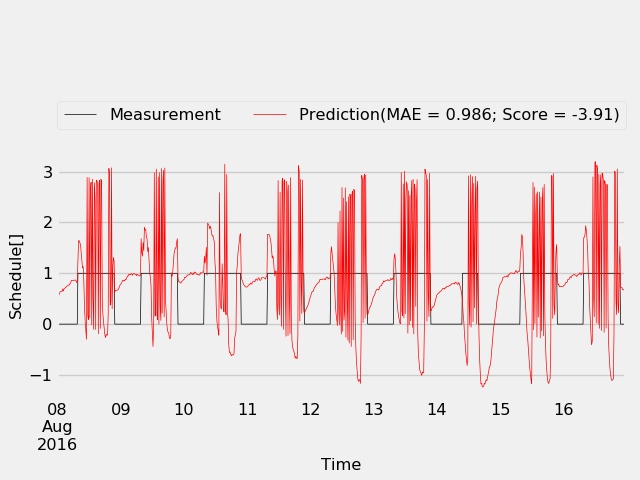 Measurement Prediction(MAE = 0.986; Score = -3.91)
3
2
1
0
−1
Schedule[]
08 09 10 11 12 13 14 15 16
Aug
2016
Time